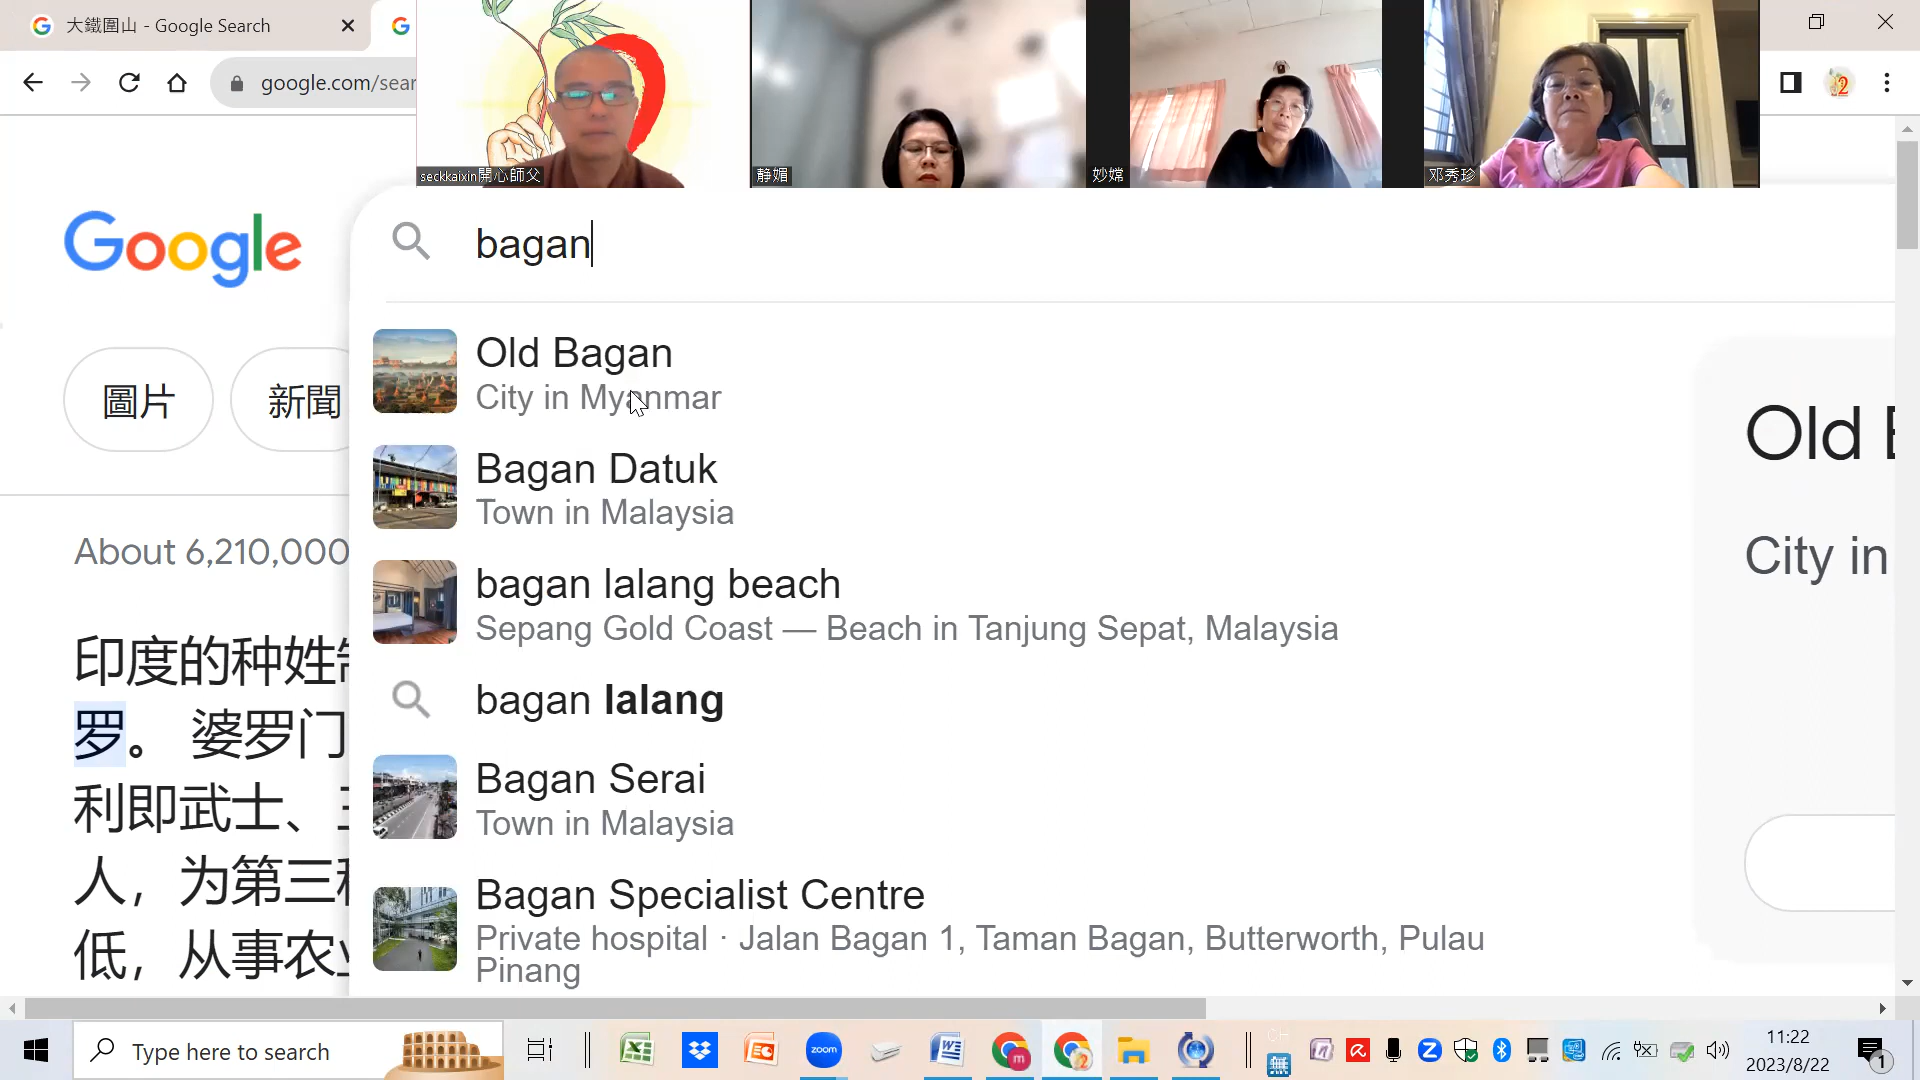 大鐵圍山 - Google Search
google.com/sear
seckkaixin開心師父
静媚
妙嫦
邓秀珍
Google
bagan
圖片
新聞
Old Bagan
City in Myanmar
Bagan Datuk
Town in Malaysia
bagan lalang beach
Sepang Gold Coast — Beach in Tanjung Sepat, Malaysia
bagan lalang
Bagan Serai
Town in Malaysia
Bagan Specialist Centre
Private hospital · Jalan Bagan 1, Taman Bagan, Butterworth, Pulau
Pinang
Old
City in
About 6,210,000
印度的种姓
罗。 婆罗门
利即武士、
人，为第三
低，从事农
Type here to search
zoom
11:22
2023/8/22
1